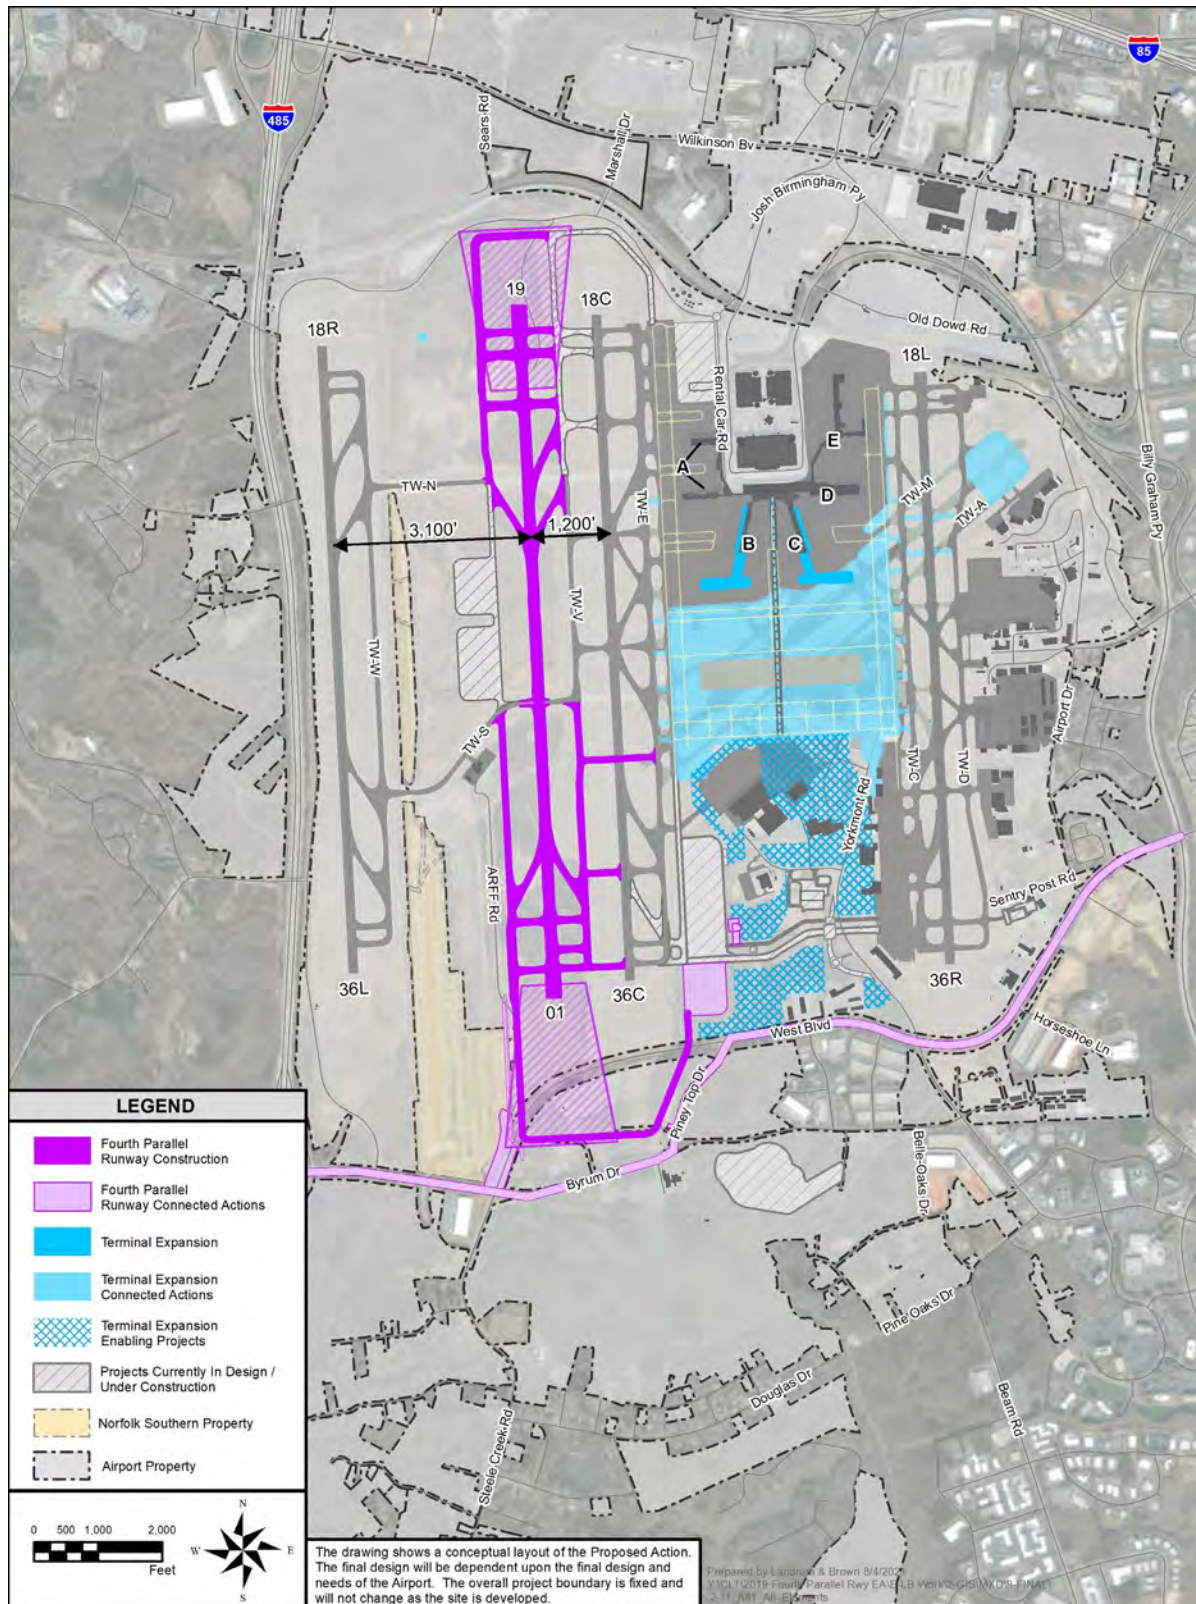 85
485
Sears Rd
Marshall Dr
Wilkinson Bv
Josh Birmingham Py
Old Dowd Rd
19
18C
18R
18L
Rental Car Rd
Billy Graham Py
E
A
D
TW-N
TW-E
TW-M
TW-A
3,100'
1,200'
B
C
TW-V
TW-W
TW-S
Airport Dr
TW-C
TW-D
Yorkmont Rd
ARFF Rd
Sentry Post Rd
36L
36C
36R
01
West Blvd
Horseshoe Ln
Piney Top Dr
Byrum Dr
Belle-Oaks Dr
Pine Oaks Dr
Douglas Dr
Beam Rd
Steele Creek Rd
LEGEND
Fourth Parallel
Runway Construction
Fourth Parallel
Runway Connected Actions
Terminal Expansion
Terminal Expansion
Connected Actions
Terminal Expansion
Enabling Projects
Projects Currently In Design /
Under Construction
Norfolk Southern Property
Airport Property
0 500 1,000 2,000
Feet
N
W E
S
The drawing shows a conceptual layout of the Proposed Action.
The final design will be dependent upon the final design and
needs of the Airport. The overall project boundary is fixed and
will not change as the site is developed.
Prepared by Landrum & Brown